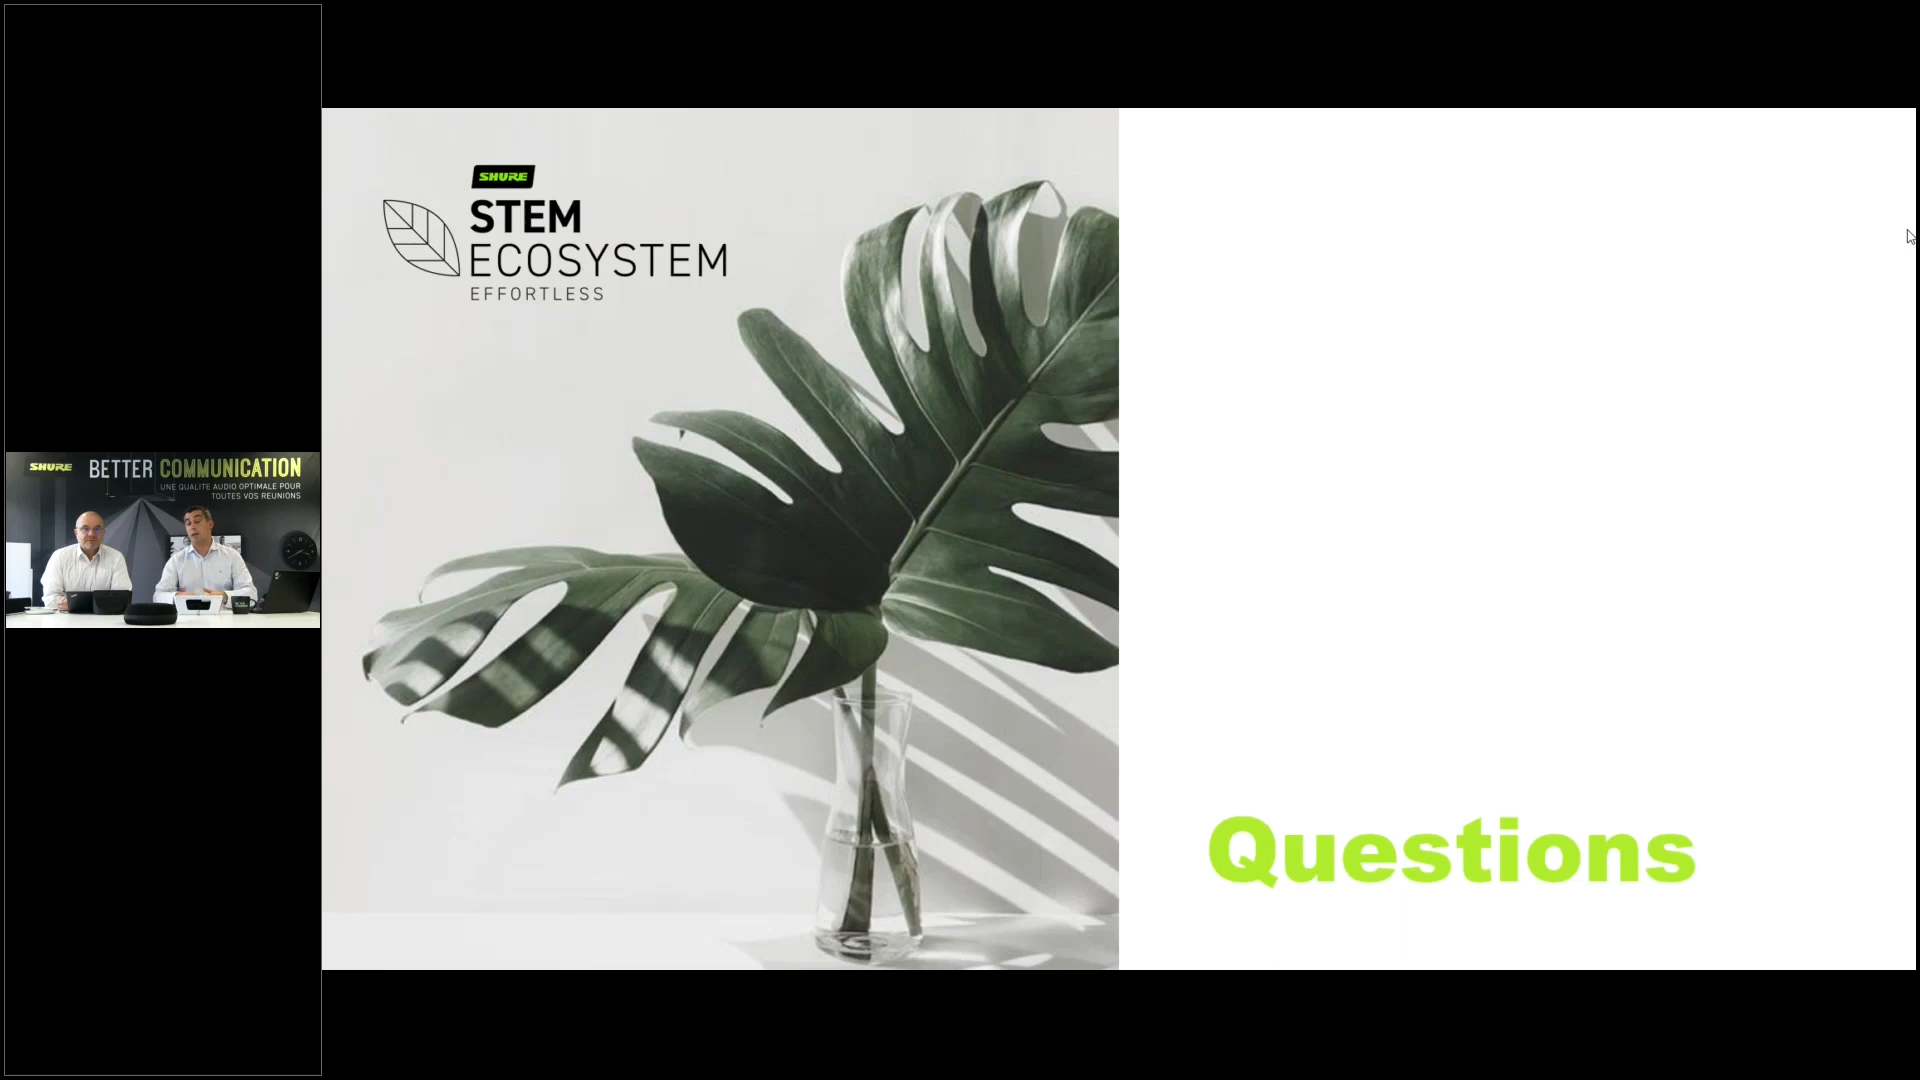 SHURE
STEM
ECOSYSTEM
EFFORTLESS
SHURE BETTER COMMUNICATION
UNE QUALITE AUDIO OPTIMALE POUR
TOUTES VOS REUNIONS
Questions